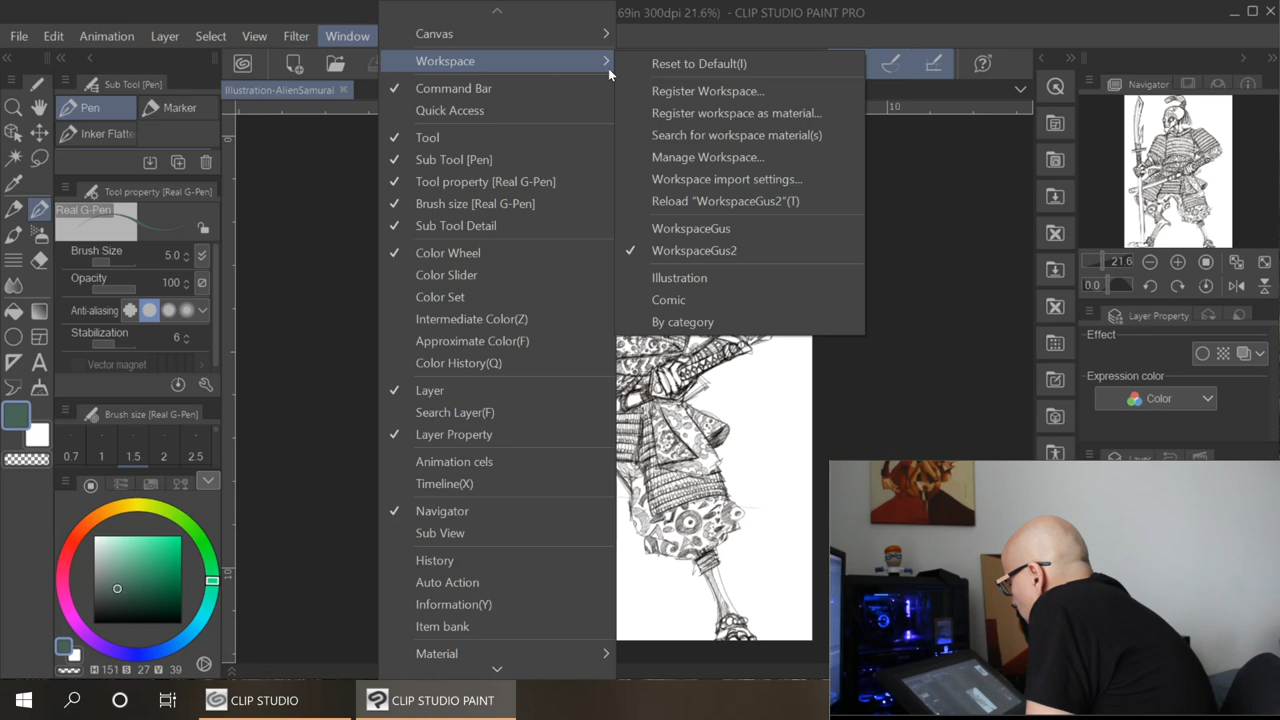 69in 300dpi 21.6%) - CLIP STUDIO PAINT PRO
File Edit Animation Layer Select View Filter Window
Illustration-AlienSamurai
10
Sub Tool [Pen]
Pen
Marker
Inker Flatte
Tool property [Real G-Pen]
Real G-Pen
Brush Size 5.0
Opacity 100
Anti-aliasing
Stabilization 6
Vector magnet
Brush size [Real G-Pen]
0.7 1 1.5 2 2.5
H 151 S 27 V 39
0
10
Canvas
Workspace
Command Bar
Quick Access
Tool
Sub Tool [Pen]
Tool property [Real G-Pen]
Brush size [Real G-Pen]
Sub Tool Detail
Color Wheel
Color Slider
Color Set
Intermediate Color(Z)
Approximate Color(F)
Color History(Q)
Layer
Search Layer(F)
Layer Property
Animation cels
Timeline(X)
Navigator
Sub View
History
Auto Action
Information(Y)
Item bank
Material
Reset to Default(I)
Register Workspace...
Register workspace as material...
Search for workspace material(s)
Manage Workspace...
Workspace import settings...
Reload "WorkspaceGus2"(T)
WorkspaceGus
WorkspaceGus2
Illustration
Comic
By category
Navigator
21.6
0.0
Layer Property
Effect
Expression color
Color
Layer
CLIP STUDIO
CLIP STUDIO PAINT